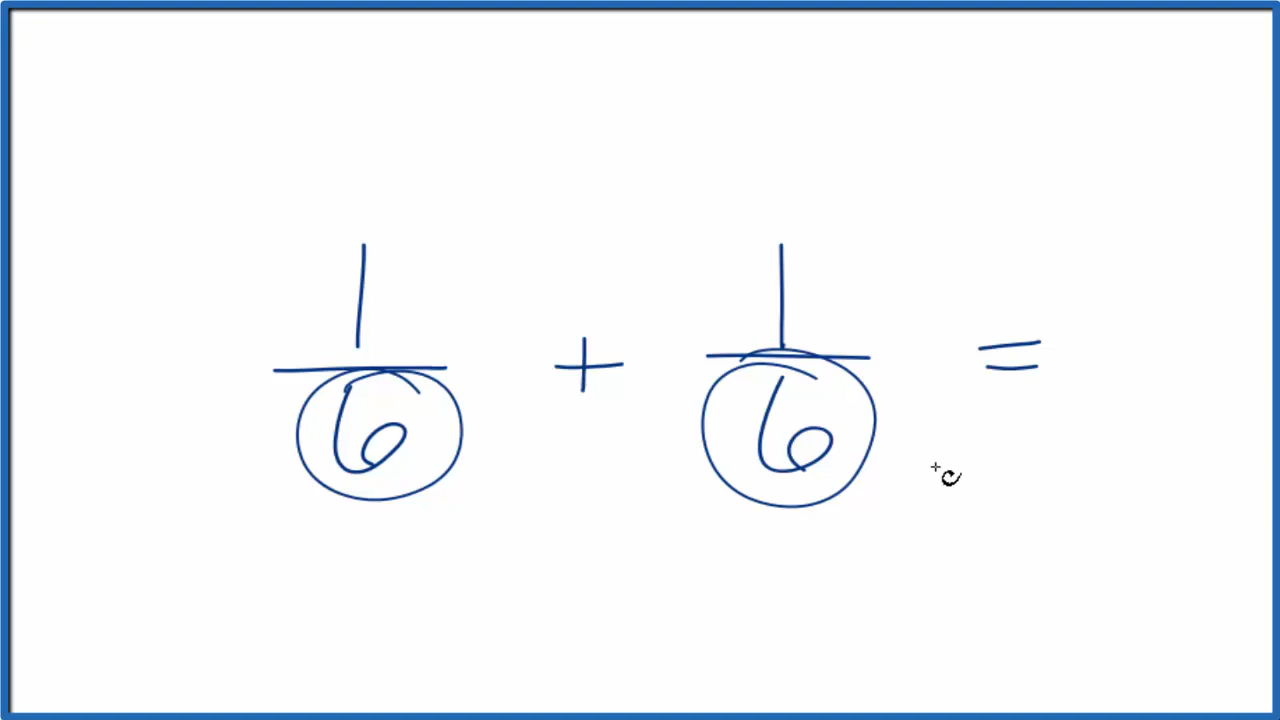 1/6 + 1/6 =